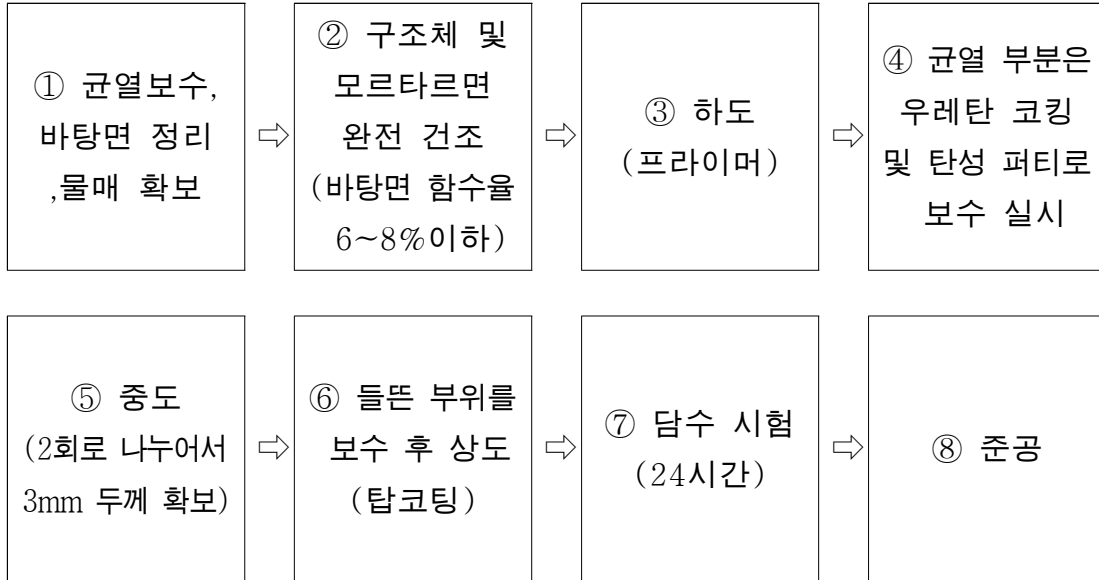 ① 균열보수,
바탕면 정리
,물매 확보
⇨
② 구조체 및
모르타르면
완전 건조
(바탕면 함수율
6~8%이하)
⇨
③ 하도
(프라이머)
⇨
④ 균열 부분은
우레탄 코킹
및 탄성 퍼티로
보수 실시
⑤ 중도
(2회로 나누어서
3mm 두께 확보)
⇨
⑥ 들뜬 부위를
보수 후 상도
(탑코팅)
⇨
⑦ 담수 시험
(24시간)
⇨
⑧ 준공